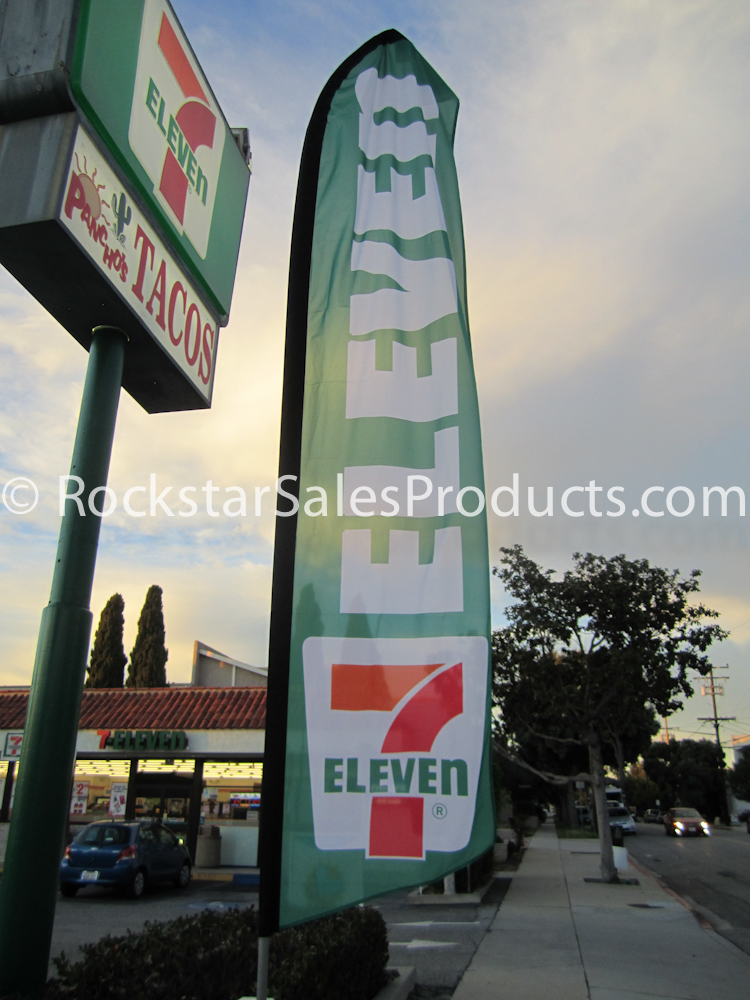 7
ELEVEN
®
PANCHO'S
TACOS
ELEVEN
© RockstarSalesProducts.com
7
ELEVEN
®
7-ELEVEN